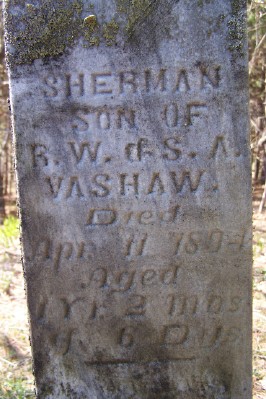 SHERMAN
SON OF
R. W. & S. A.
VASHAW.
Died
Apr 11 1894
Aged
1 Yr. 2 mos
& 6 Dys